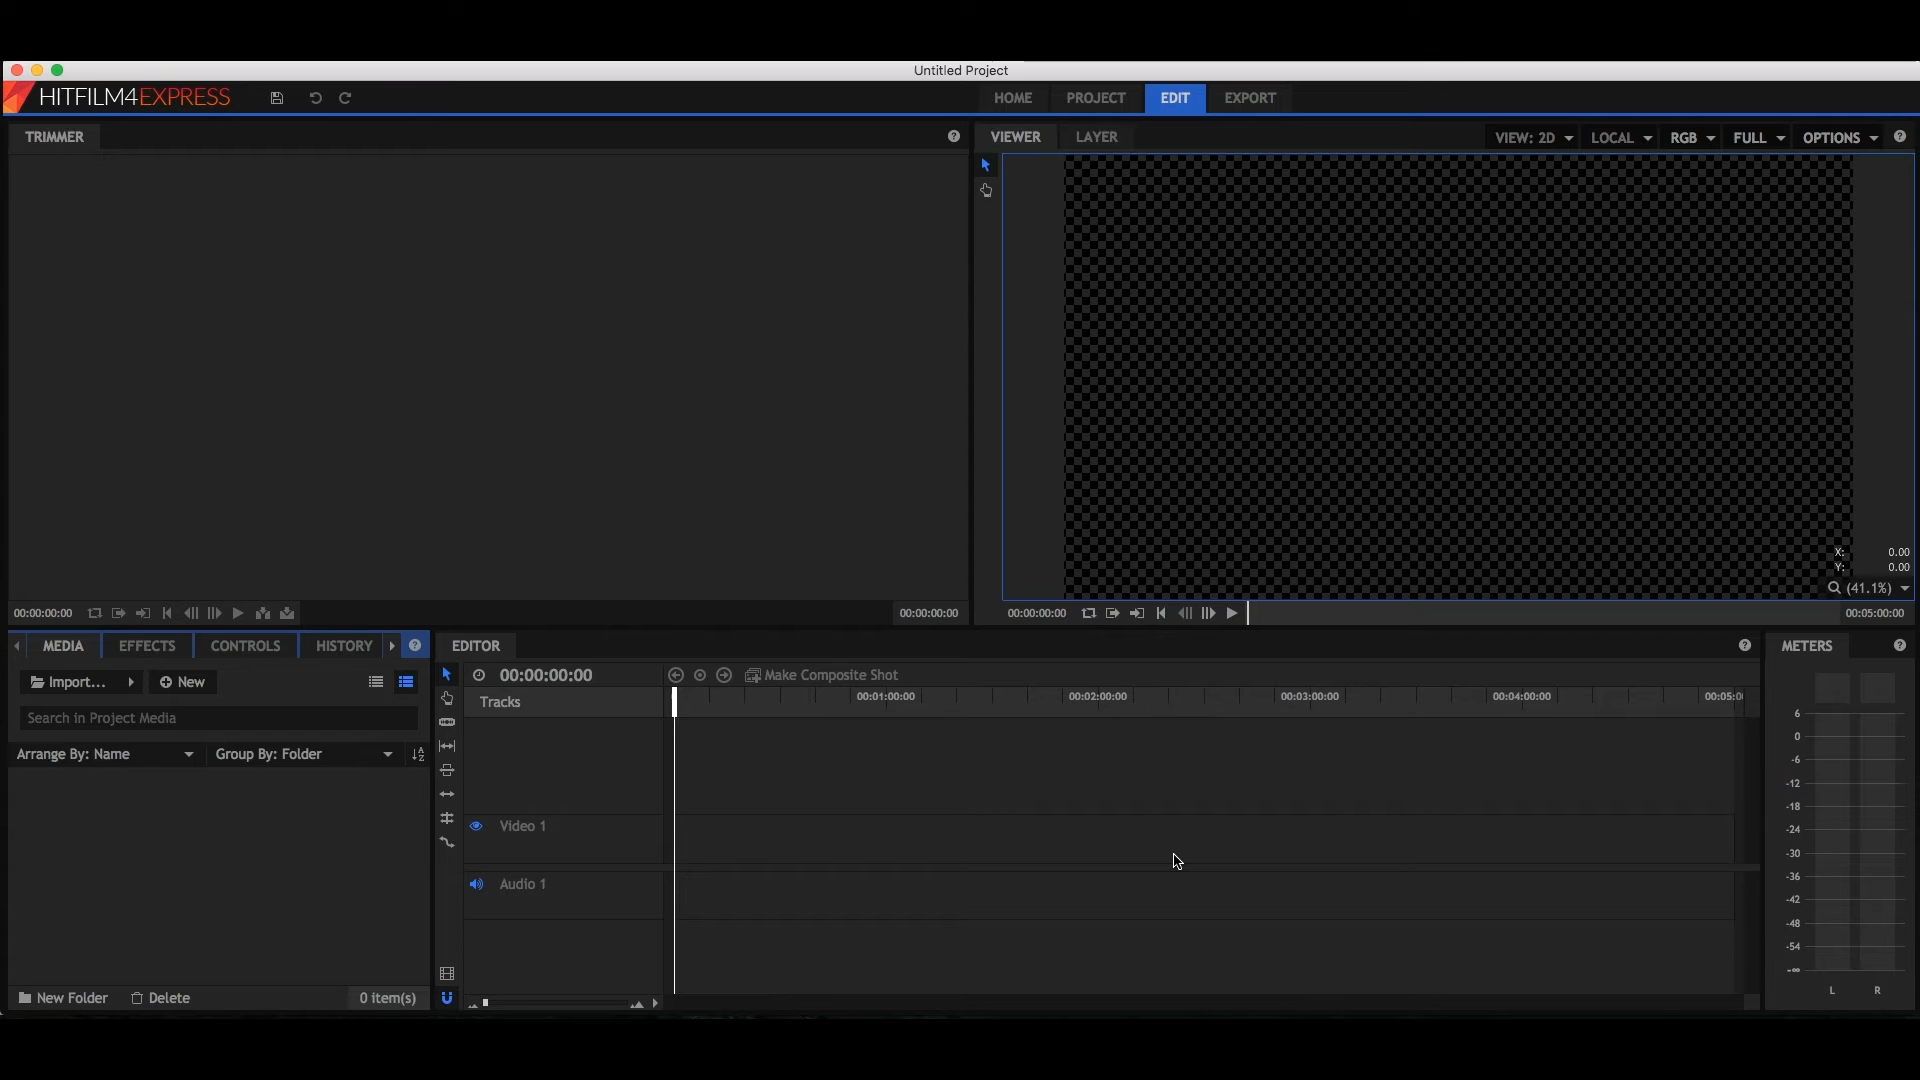 Untitled Project
HITFILM4EXPRESS
HOME PROJECT EDIT EXPORT
TRIMMER
VIEWER LAYER VIEW: 2D LOCAL RGB FULL OPTIONS
X: 0.00
Y: 0.00
(41.1%)
00:00:00:00 00:00:00:00
00:00:00:00 00:05:00:00
MEDIA EFFECTS CONTROLS HISTORY
Import... New
Search in Project Media
Arrange By: Name Group By: Folder
New Folder Delete 0 item(s)
EDITOR
00:00:00:00 Make Composite Shot
Tracks 00:01:00:00 00:02:00:00 00:03:00:00 00:04:00:00 00:05:0
Video 1
Audio 1
METERS
6
0
-6
-12
-18
-24
-30
-36
-42
-48
-54
-∞
L R